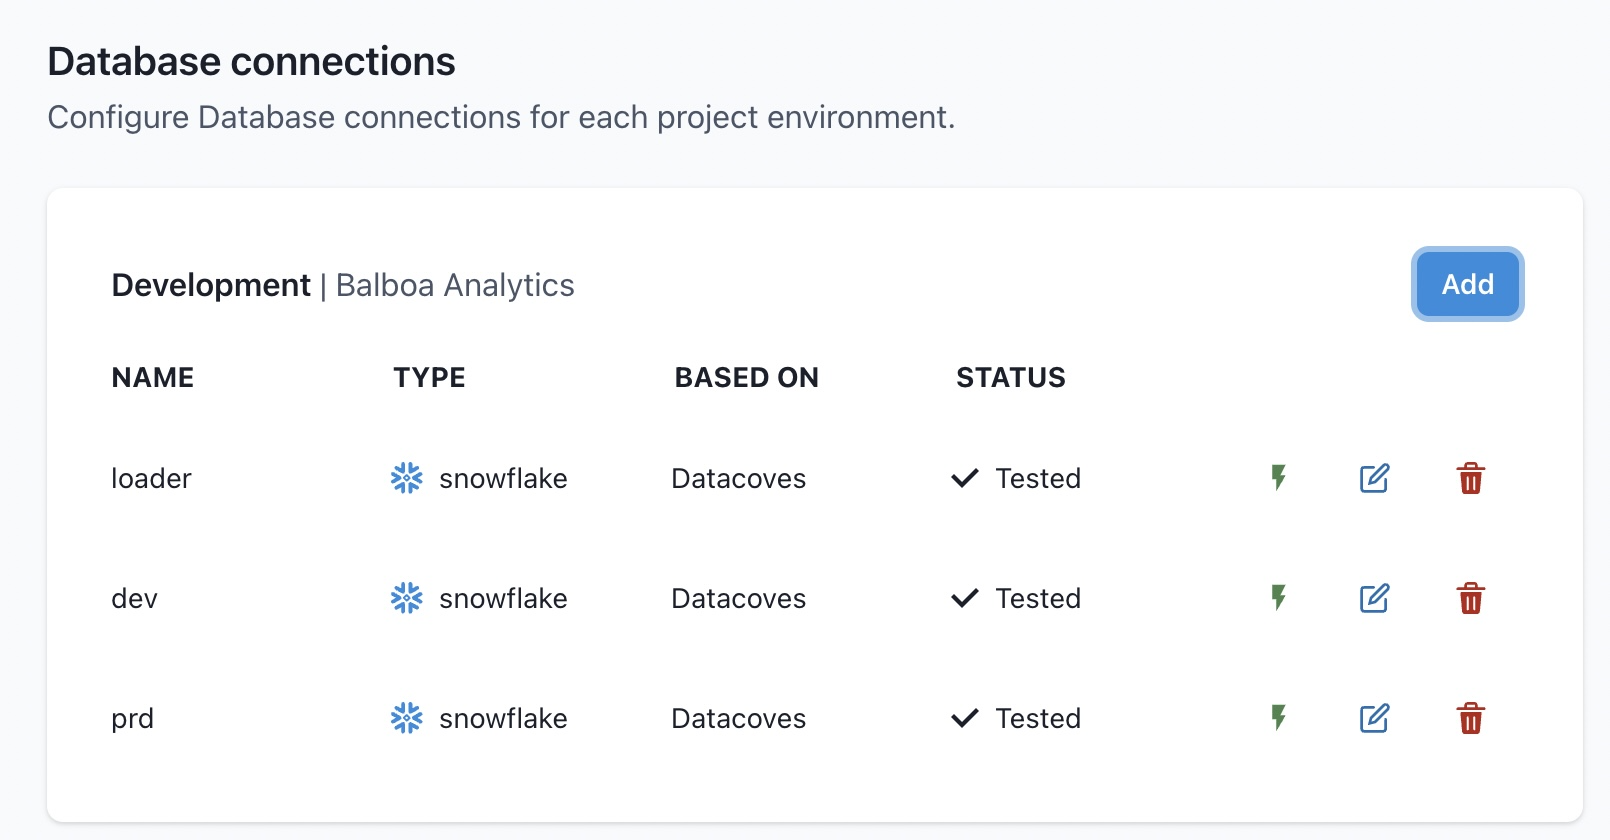 Database connections
Configure Database connections for each project environment.
Development | Balboa Analytics
Add
NAME TYPE BASED ON STATUS
loader snowflake Datacoves Tested
dev snowflake Datacoves Tested
prd snowflake Datacoves Tested